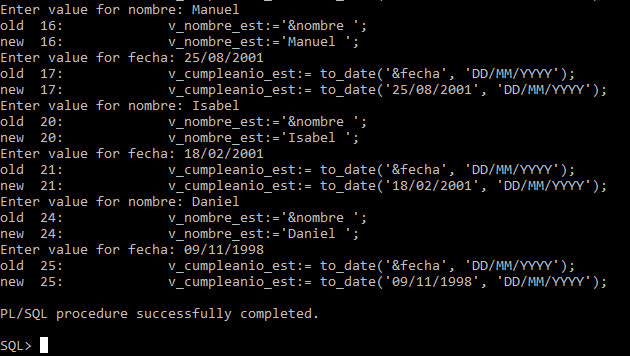 Enter value for nombre: Manuel
old  16:             v_nombre_est:='&nombre ';
new  16:             v_nombre_est:='Manuel ';
Enter value for fecha: 25/08/2001
old  17:             v_cumpleanio_est:= to_date('&fecha', 'DD/MM/YYYY');
new  17:             v_cumpleanio_est:= to_date('25/08/2001', 'DD/MM/YYYY');
Enter value for nombre: Isabel
old  20:             v_nombre_est:='&nombre ';
new  20:             v_nombre_est:='Isabel ';
Enter value for fecha: 18/02/2001
old  21:             v_cumpleanio_est:= to_date('&fecha', 'DD/MM/YYYY');
new  21:             v_cumpleanio_est:= to_date('18/02/2001', 'DD/MM/YYYY');
Enter value for nombre: Daniel
old  24:             v_nombre_est:='&nombre ';
new  24:             v_nombre_est:='Daniel ';
Enter value for fecha: 09/11/1998
old  25:             v_cumpleanio_est:= to_date('&fecha', 'DD/MM/YYYY');
new  25:             v_cumpleanio_est:= to_date('09/11/1998', 'DD/MM/YYYY');
PL/SQL procedure successfully completed.
SQL>